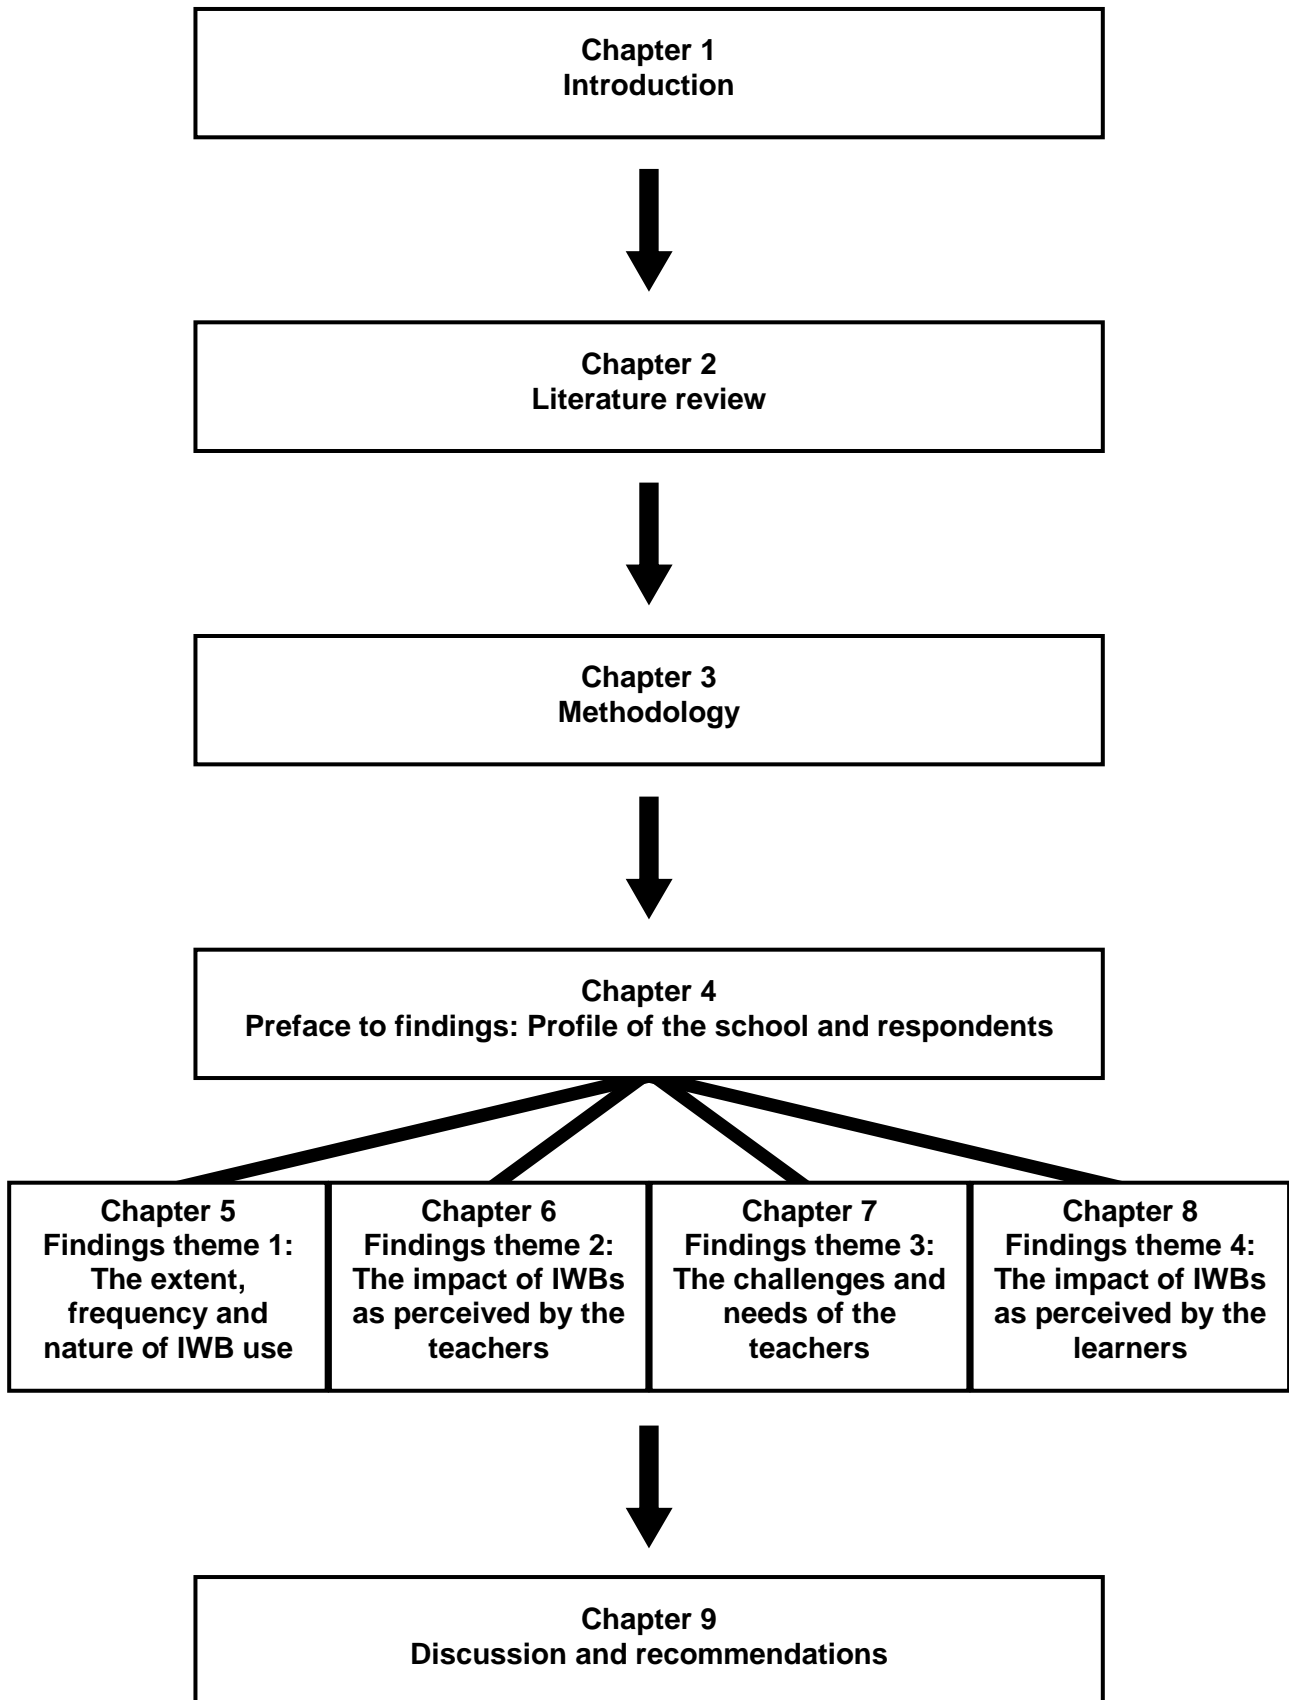 Chapter 1
Introduction
Chapter 2
Literature review
Chapter 3
Methodology
Chapter 4
Preface to findings: Profile of the school and respondents
Chapter 5
Findings theme 1:
The extent,
frequency and
nature of IWB use
Chapter 6
Findings theme 2:
The impact of IWBs
as perceived by the
teachers
Chapter 7
Findings theme 3:
The challenges and
needs of the
teachers
Chapter 8
Findings theme 4:
The impact of IWBs
as perceived by the
learners
Chapter 9
Discussion and recommendations